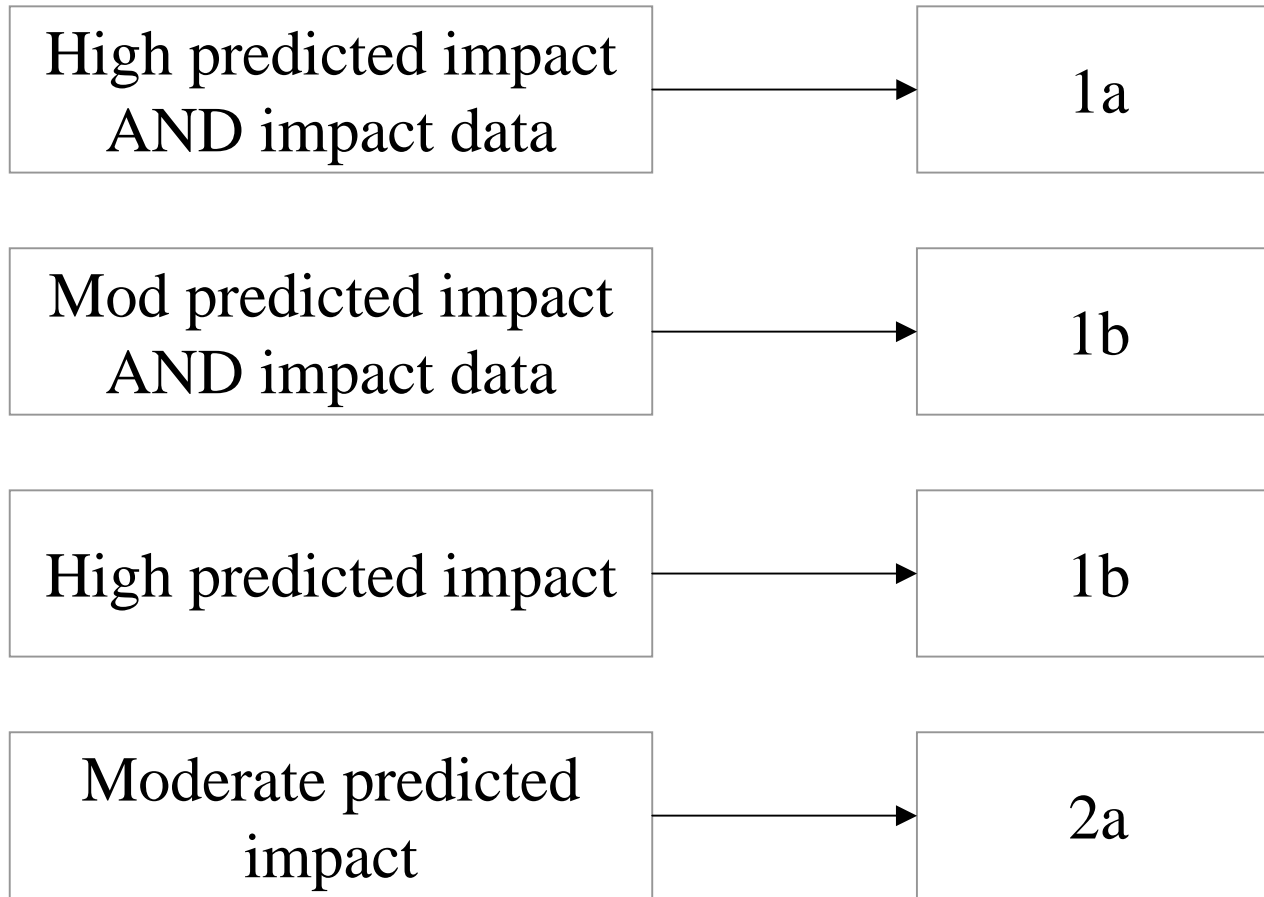 High predicted impact
AND impact data
1a
Mod predicted impact
AND impact data
1b
High predicted impact
1b
Moderate predicted
impact
2a